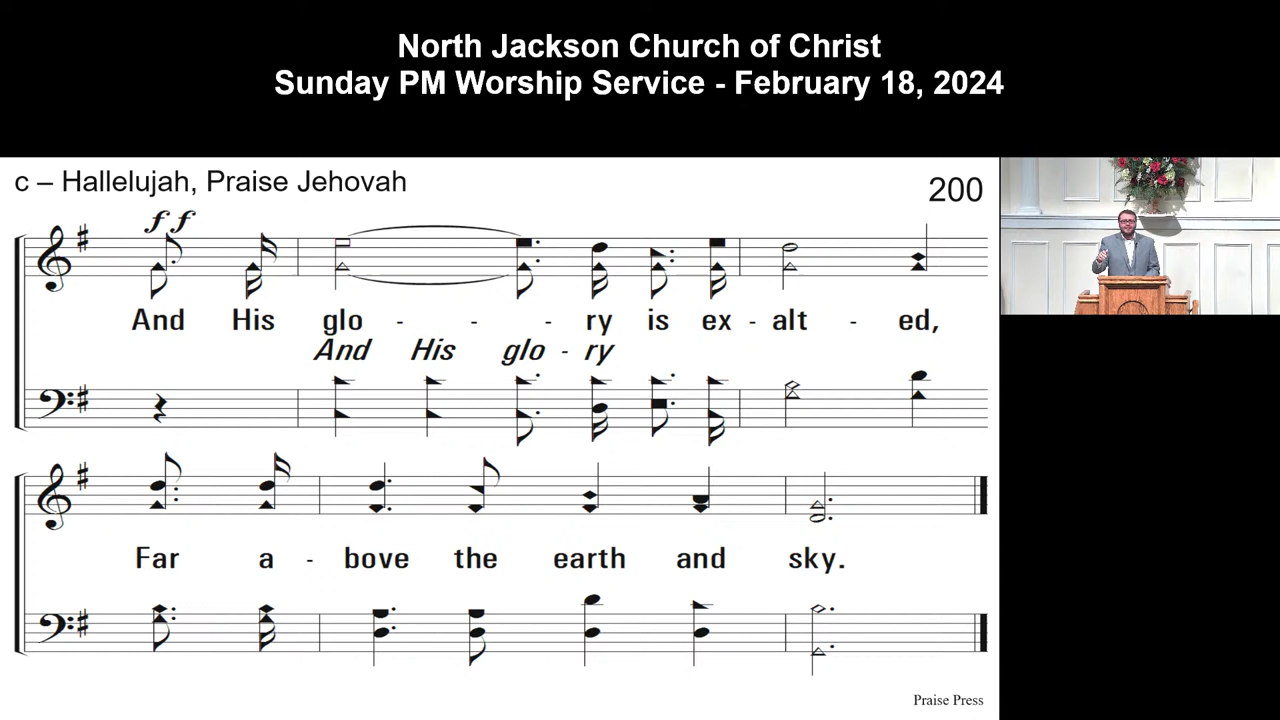 North Jackson Church of Christ
Sunday PM Worship Service - February 18, 2024
c – Hallelujah, Praise Jehovah
200
ff
And His glo - - - ry is ex - alt - ed,
And His glo - ry
Far a - bove the earth and sky.
Praise Press